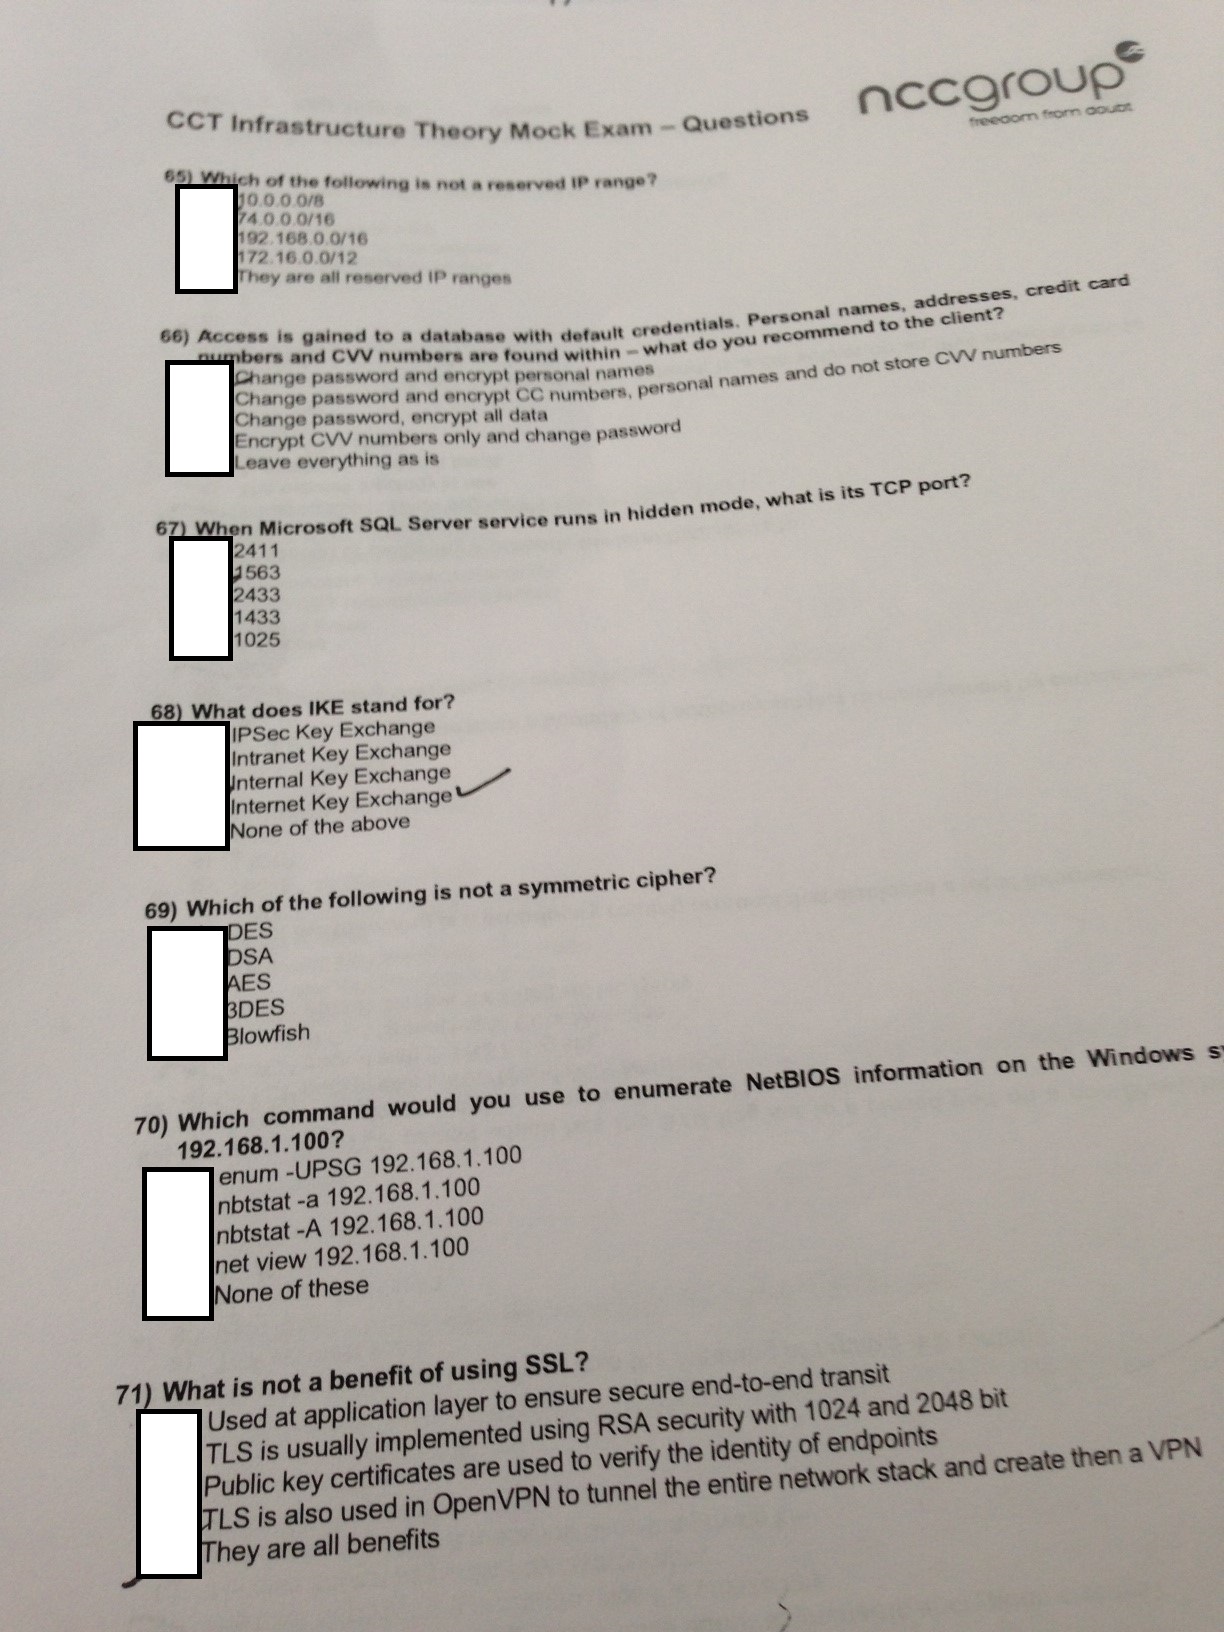 nccgroup
freedom from doubt
CCT Infrastructure Theory Mock Exam – Questions
65) Which of the following is not a reserved IP range?
10.0.0.0/8
74.0.0.0/16
192.168.0.0/16
172.16.0.0/12
They are all reserved IP ranges
66) Access is gained to a database with default credentials. Personal names, addresses, credit card
numbers and CVV numbers are found within – what do you recommend to the client?
Change password and encrypt personal names
Change password and encrypt CC numbers, personal names and do not store CVV numbers
Change password, encrypt all data
Encrypt CVV numbers only and change password
Leave everything as is
67) When Microsoft SQL Server service runs in hidden mode, what is its TCP port?
2411
1563
2433
1433
1025
68) What does IKE stand for?
IPSec Key Exchange
Intranet Key Exchange
Internal Key Exchange
Internet Key Exchange
None of the above
69) Which of the following is not a symmetric cipher?
DES
DSA
AES
3DES
Blowfish
70) Which command would you use to enumerate NetBIOS information on the Windows
192.168.1.100?
enum -UPSG 192.168.1.100
nbtstat -a 192.168.1.100
nbtstat -A 192.168.1.100
net view 192.168.1.100
None of these
71) What is not a benefit of using SSL?
Used at application layer to ensure secure end-to-end transit
TLS is usually implemented using RSA security with 1024 and 2048 bit
Public key certificates are used to verify the identity of endpoints
TLS is also used in OpenVPN to tunnel the entire network stack and create then a VPN
They are all benefits